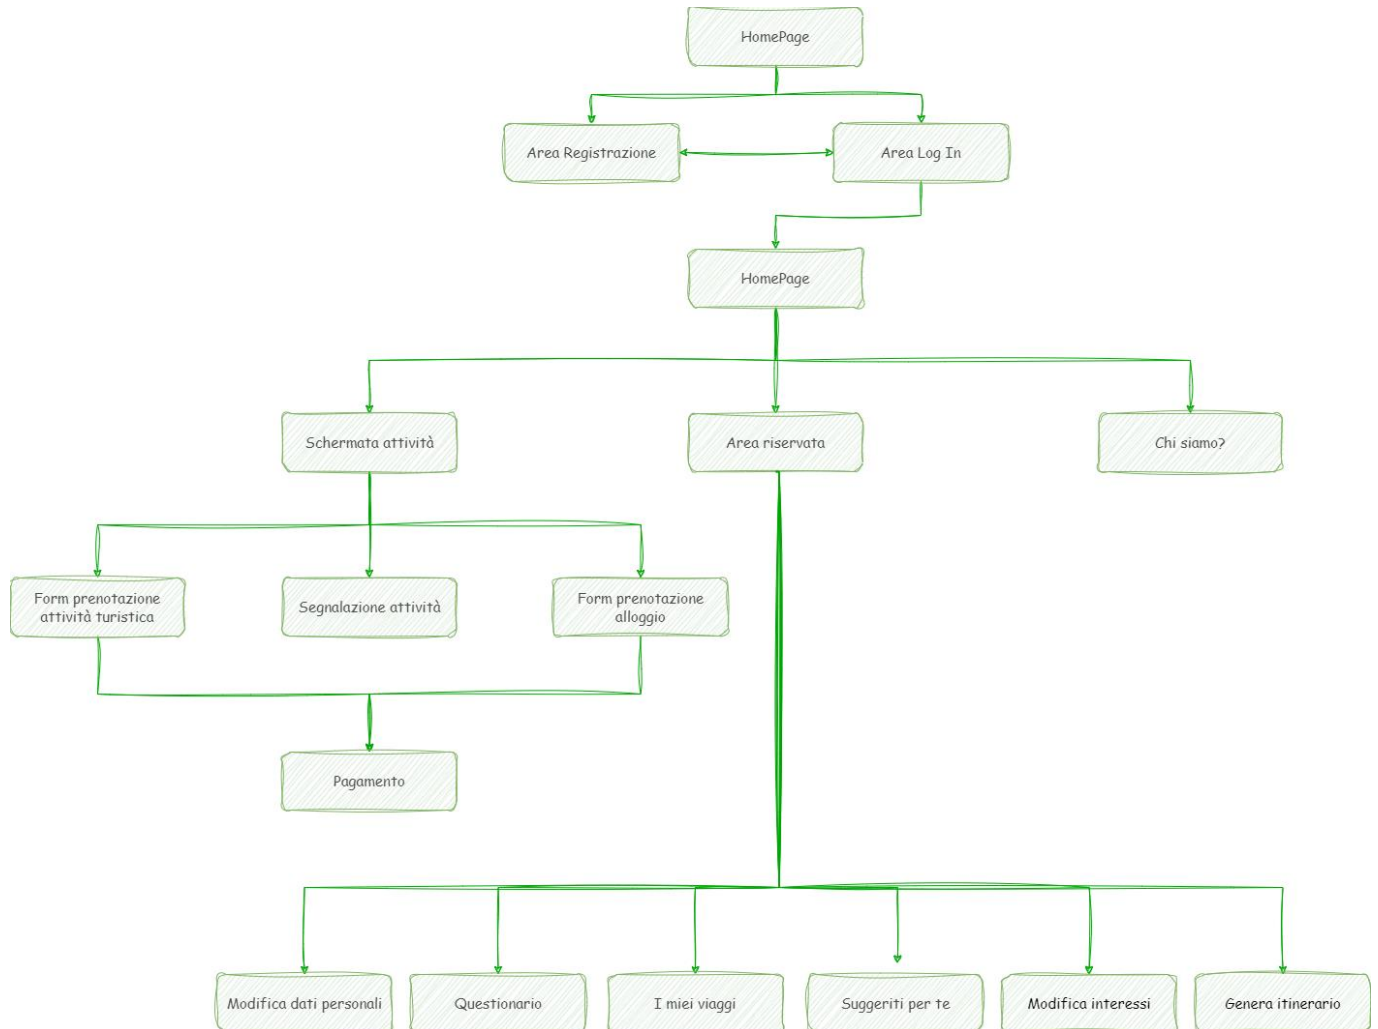 HomePage
Area Registrazione
Area Log In
HomePage
Schermata attività
Area riservata
Chi siamo?
Form prenotazione
attività turistica
Segnalazione attività
Form prenotazione
alloggio
Pagamento
Modifica dati personali
Questionario
I miei viaggi
Suggeriti per te
Modifica interessi
Genera itinerario